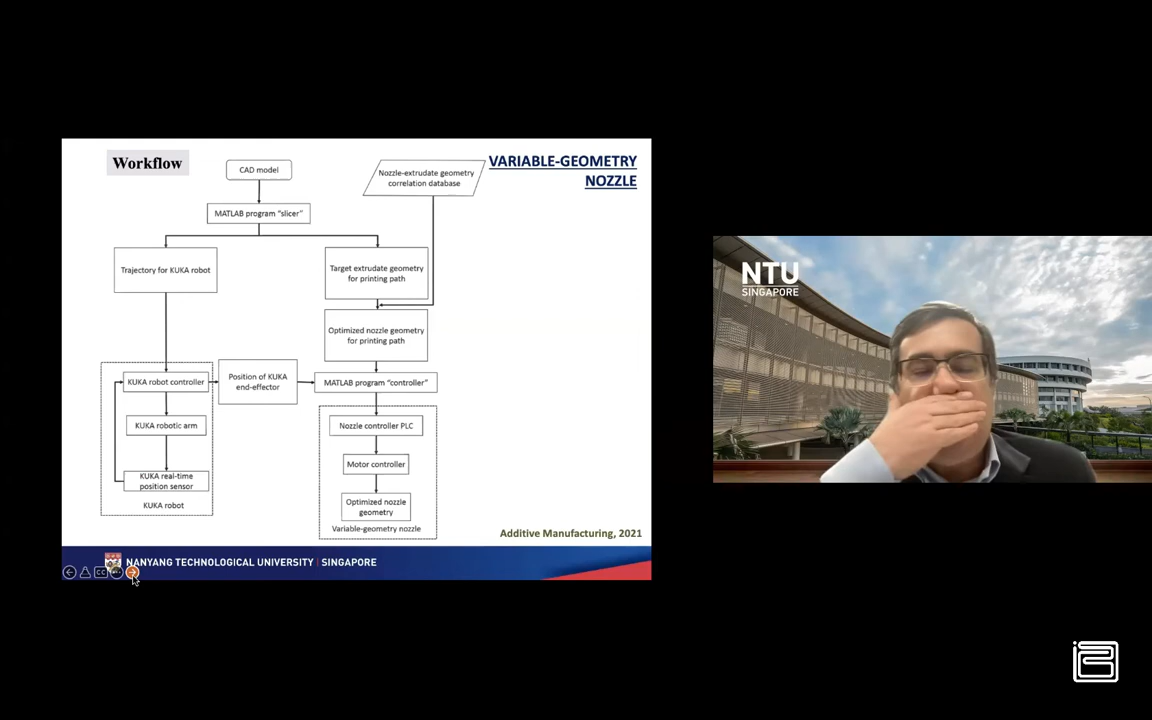 Workflow
VARIABLE-GEOMETRY
NOZZLE
CAD model
Nozzle-extrudate geometry
correlation database
MATLAB program “slicer”
Trajectory for KUKA robot
Target extrudate geometry
for printing path
Optimized nozzle geometry
for printing path
KUKA robot controller
Position of KUKA
end-effector
MATLAB program “controller”
KUKA robotic arm
Nozzle controller PLC
Motor controller
KUKA real-time
position sensor
KUKA robot
Optimized nozzle
geometry
Variable-geometry nozzle
Additive Manufacturing, 2021
NANYANG TECHNOLOGICAL UNIVERSITY | SINGAPORE
CC
NTU
SINGAPORE